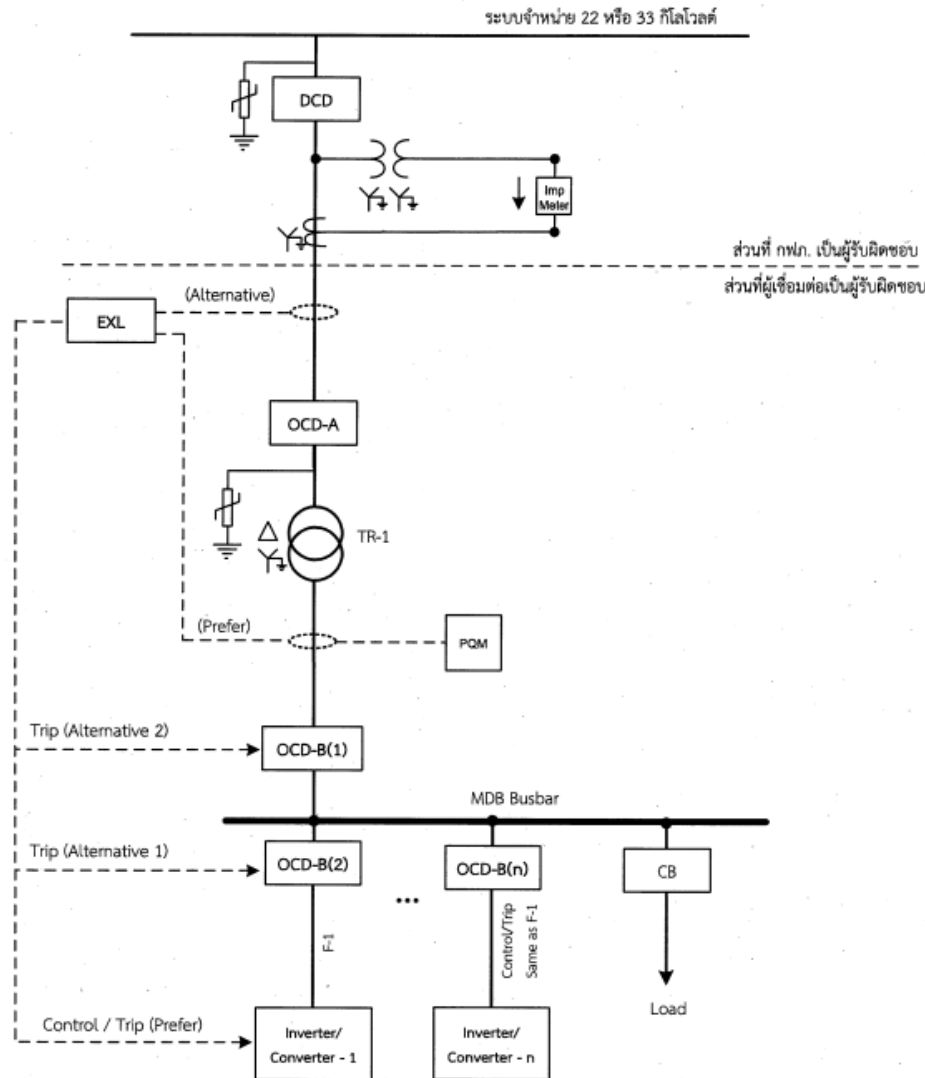 ระบบจำหน่าย 22 หรือ 33 กิโลโวลต์
DCD
Imp
Meter
ส่วนที่ กฟภ. เป็นผู้รับผิดชอบ
ส่วนที่ผู้เชื่อมต่อเป็นผู้รับผิดชอบ
(Alternative)
EXL
OCD-A
TR-1
(Prefer)
PQM
Trip (Alternative 2)
OCD-B(1)
MDB Busbar
Trip (Alternative 1)
OCD-B(2)
OCD-B(n)
CB
...
F-1
Control/Trip
Same as F-1
Load
Control / Trip (Prefer)
Inverter/
Converter - 1
Inverter/
Converter - n